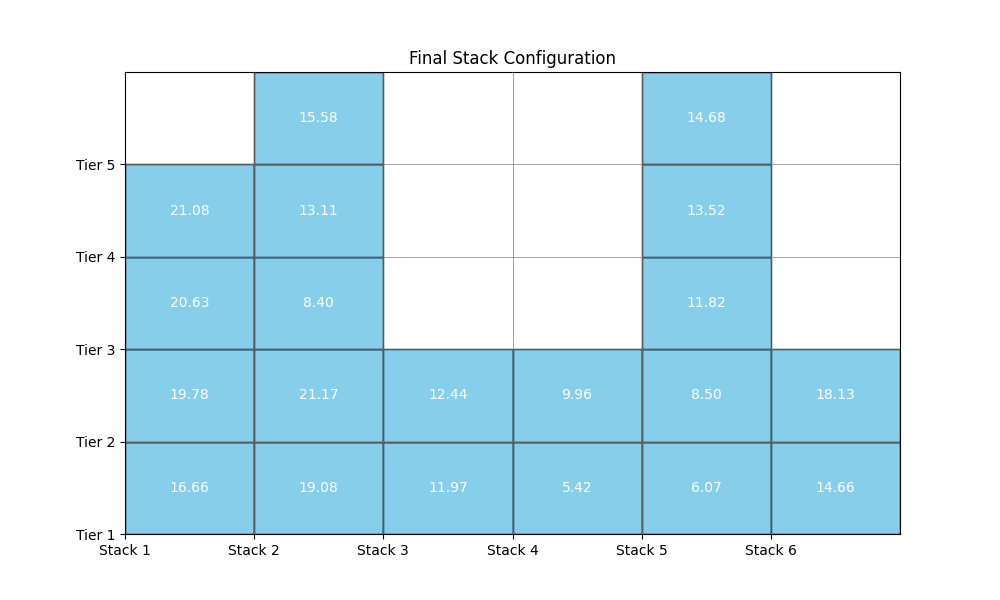 Final Stack Configuration
15.58 14.68
Tier 5
21.08 13.11 13.52
Tier 4
20.63 8.40 11.82
Tier 3
19.78 21.17 12.44 9.96 8.50 18.13
Tier 2
16.66 19.08 11.97 5.42 6.07 14.66
Tier 1
Stack 1 Stack 2 Stack 3 Stack 4 Stack 5 Stack 6